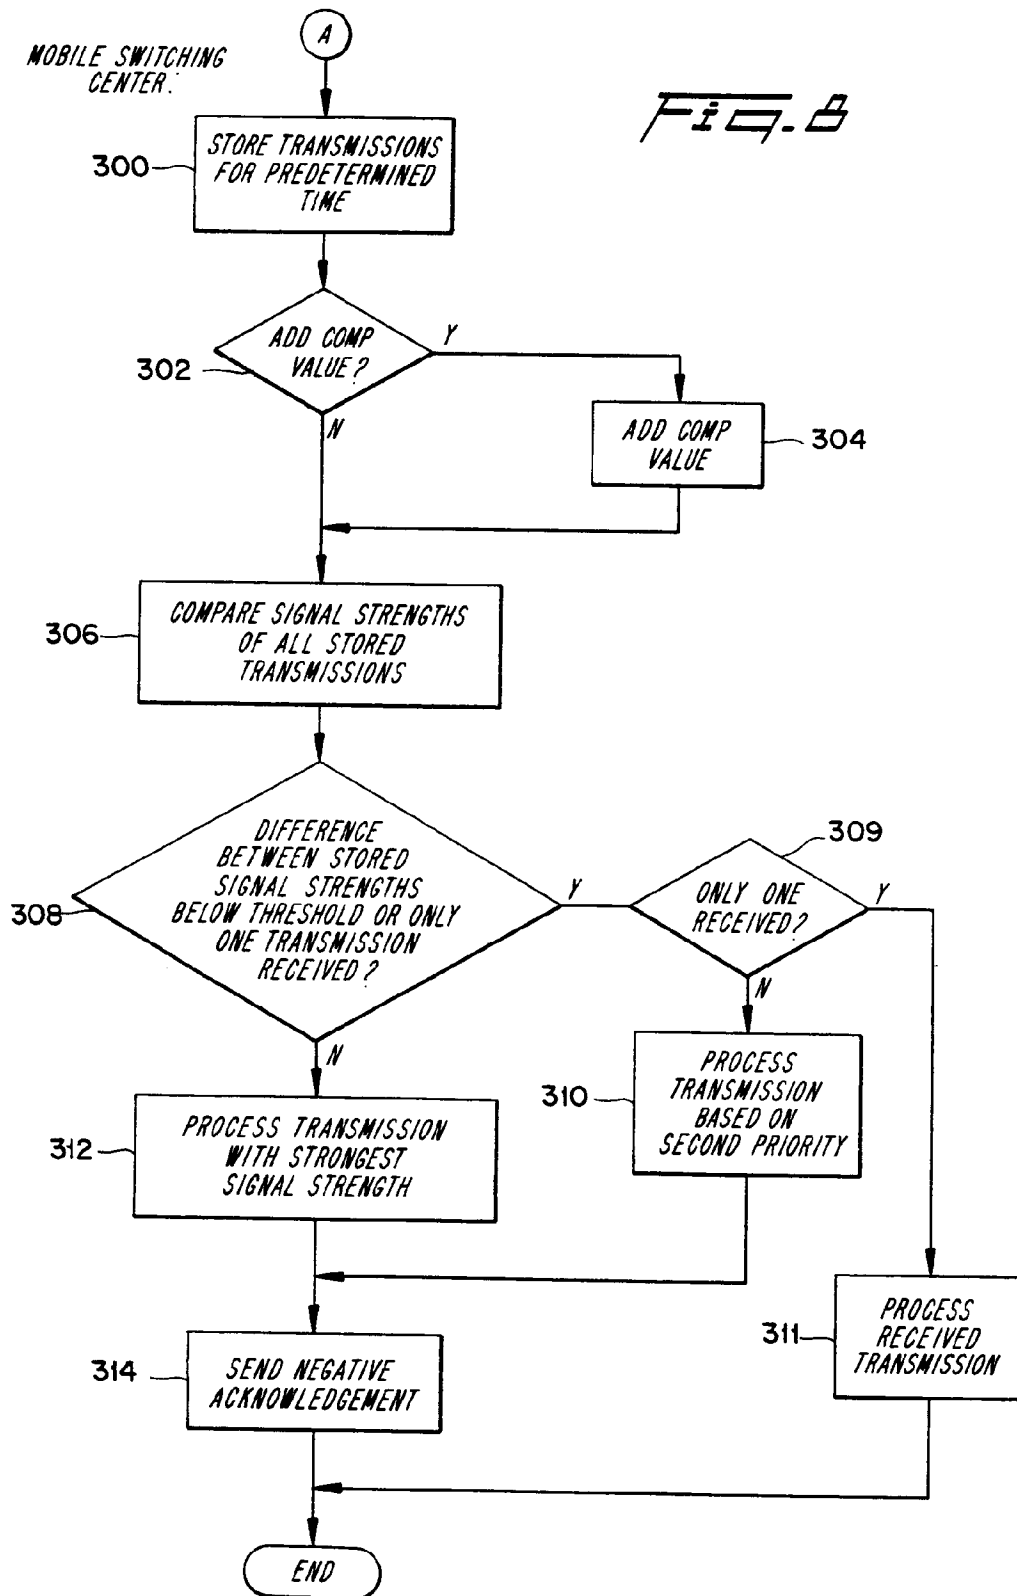 A
MOBILE SWITCHING
CENTER:
Fig. 8
300
STORE TRANSMISSIONS
FOR PREDETERMINED
TIME
302
ADD COMP
VALUE?
Y
N
ADD COMP
VALUE
304
306
COMPARE SIGNAL STRENGTHS
OF ALL STORED
TRANSMISSIONS
308
DIFFERENCE
BETWEEN STORED
SIGNAL STRENGTHS
BELOW THRESHOLD OR ONLY
ONE TRANSMISSION
RECEIVED?
Y
N
309
ONLY ONE
RECEIVED?
Y
N
310
PROCESS
TRANSMISSION
BASED ON
SECOND PRIORITY
312
PROCESS TRANSMISSION
WITH STRONGEST
SIGNAL STRENGTH
311
PROCESS
RECEIVED
TRANSMISSION
314
SEND NEGATIVE
ACKNOWLEDGEMENT
END